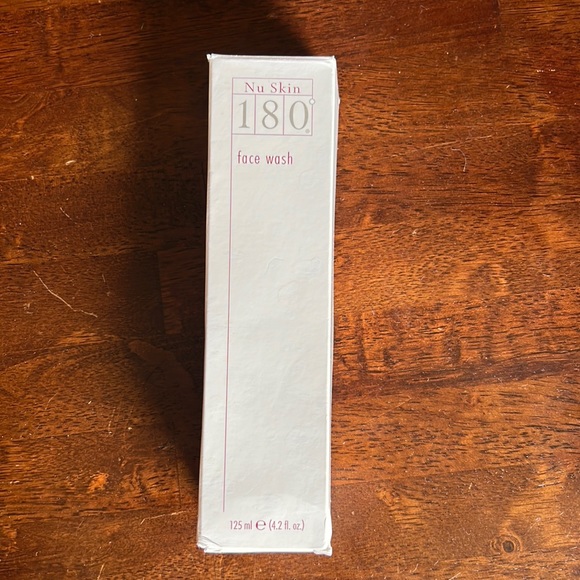 Nu Skin
180°®
face wash
125 ml ℮ (4.2 fl. oz.)